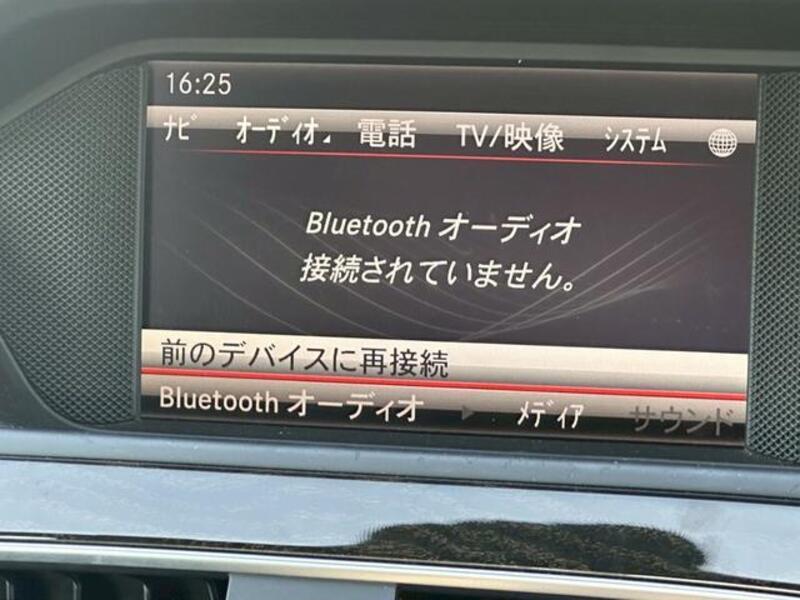 16:25
ナビ オーディオ 電話 TV/映像 システム
Bluetooth オーディオ
接続されていません。
前のデバイスに再接続
Bluetooth オーディオ メディア サウンド